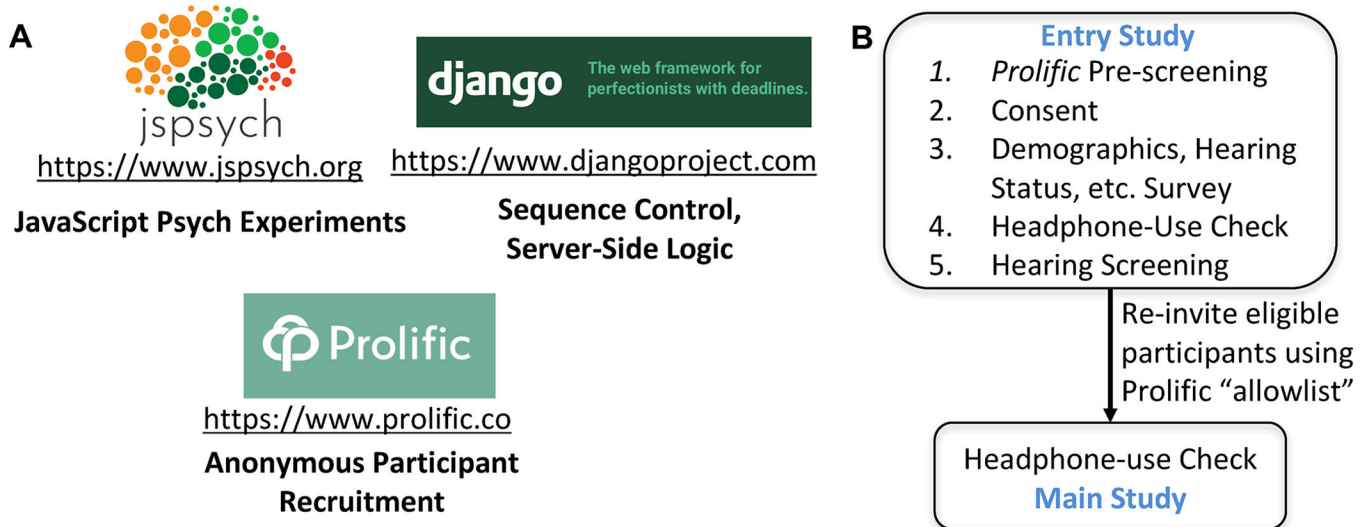 A
jspsych
https://www.jspsych.org
JavaScript Psych Experiments
django
The web framework for
perfectionists with deadlines.
https://www.djangoproject.com
Sequence Control,
Server-Side Logic
Prolific
https://www.prolific.co
Anonymous Participant
Recruitment
B
Entry Study
1. Prolific Pre-screening
2. Consent
3. Demographics, Hearing
Status, etc. Survey
4. Headphone-Use Check
5. Hearing Screening
Re-invite eligible
participants using
Prolific “allowlist”
Headphone-use Check
Main Study